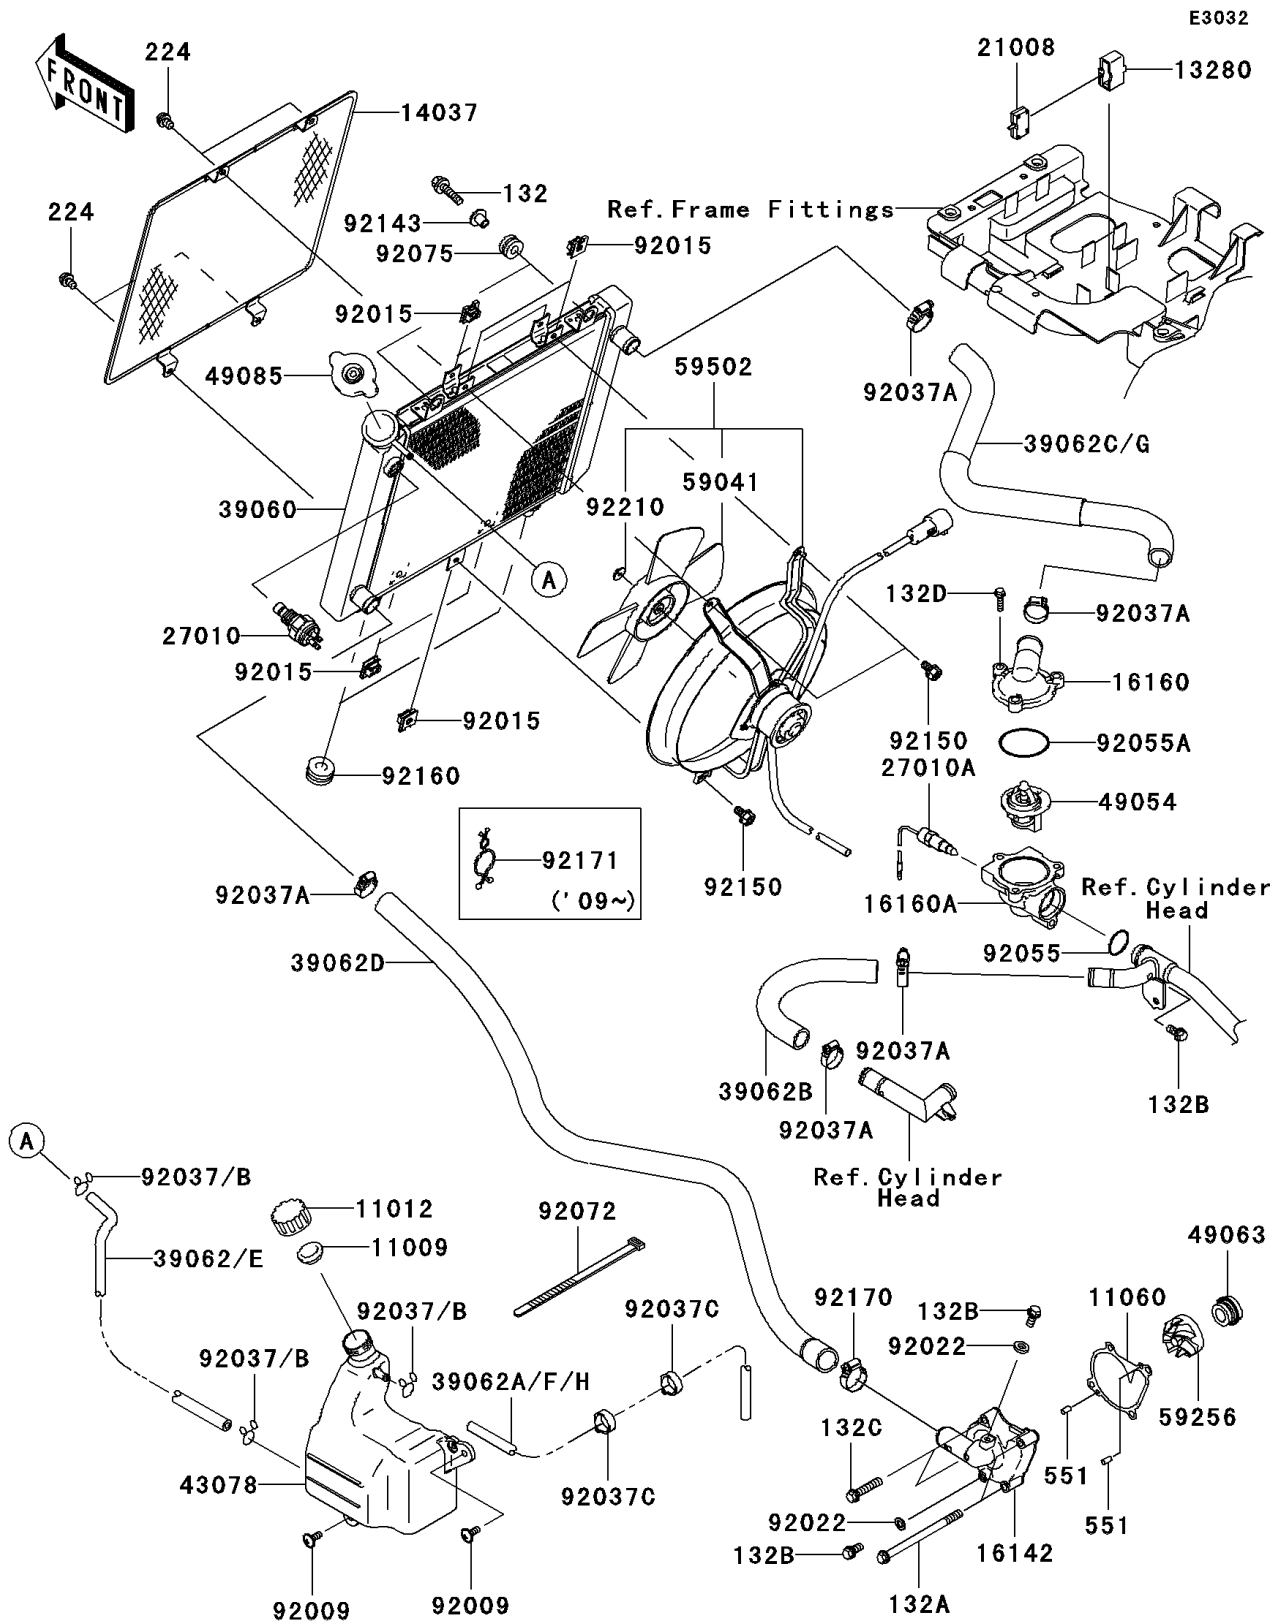 E3032
FRONT
224
21008
13280
14037
132
224
92143
92075
92015
Ref.Frame Fittings
92015
49085
59502
92037A
39062C/G
59041
92210
39060
A
132D
92037A
27010
92015
16160
92015
92150
92055A
92160
27010A
49054
92171
('09~)
92150
92037A
16160A
Ref.Cylinder
Head
39062D
92055
92037A
39062B
132B
92037A
A
92037/B
Ref.Cylinder
Head
11012
92072
39062/E
11009
49063
92037/B
92037C
92170
132B
11060
92037/B
92022
39062A/F/H
59256
132C
43078
92037C
551
92022
551
132B
16142
92009
92009
132A